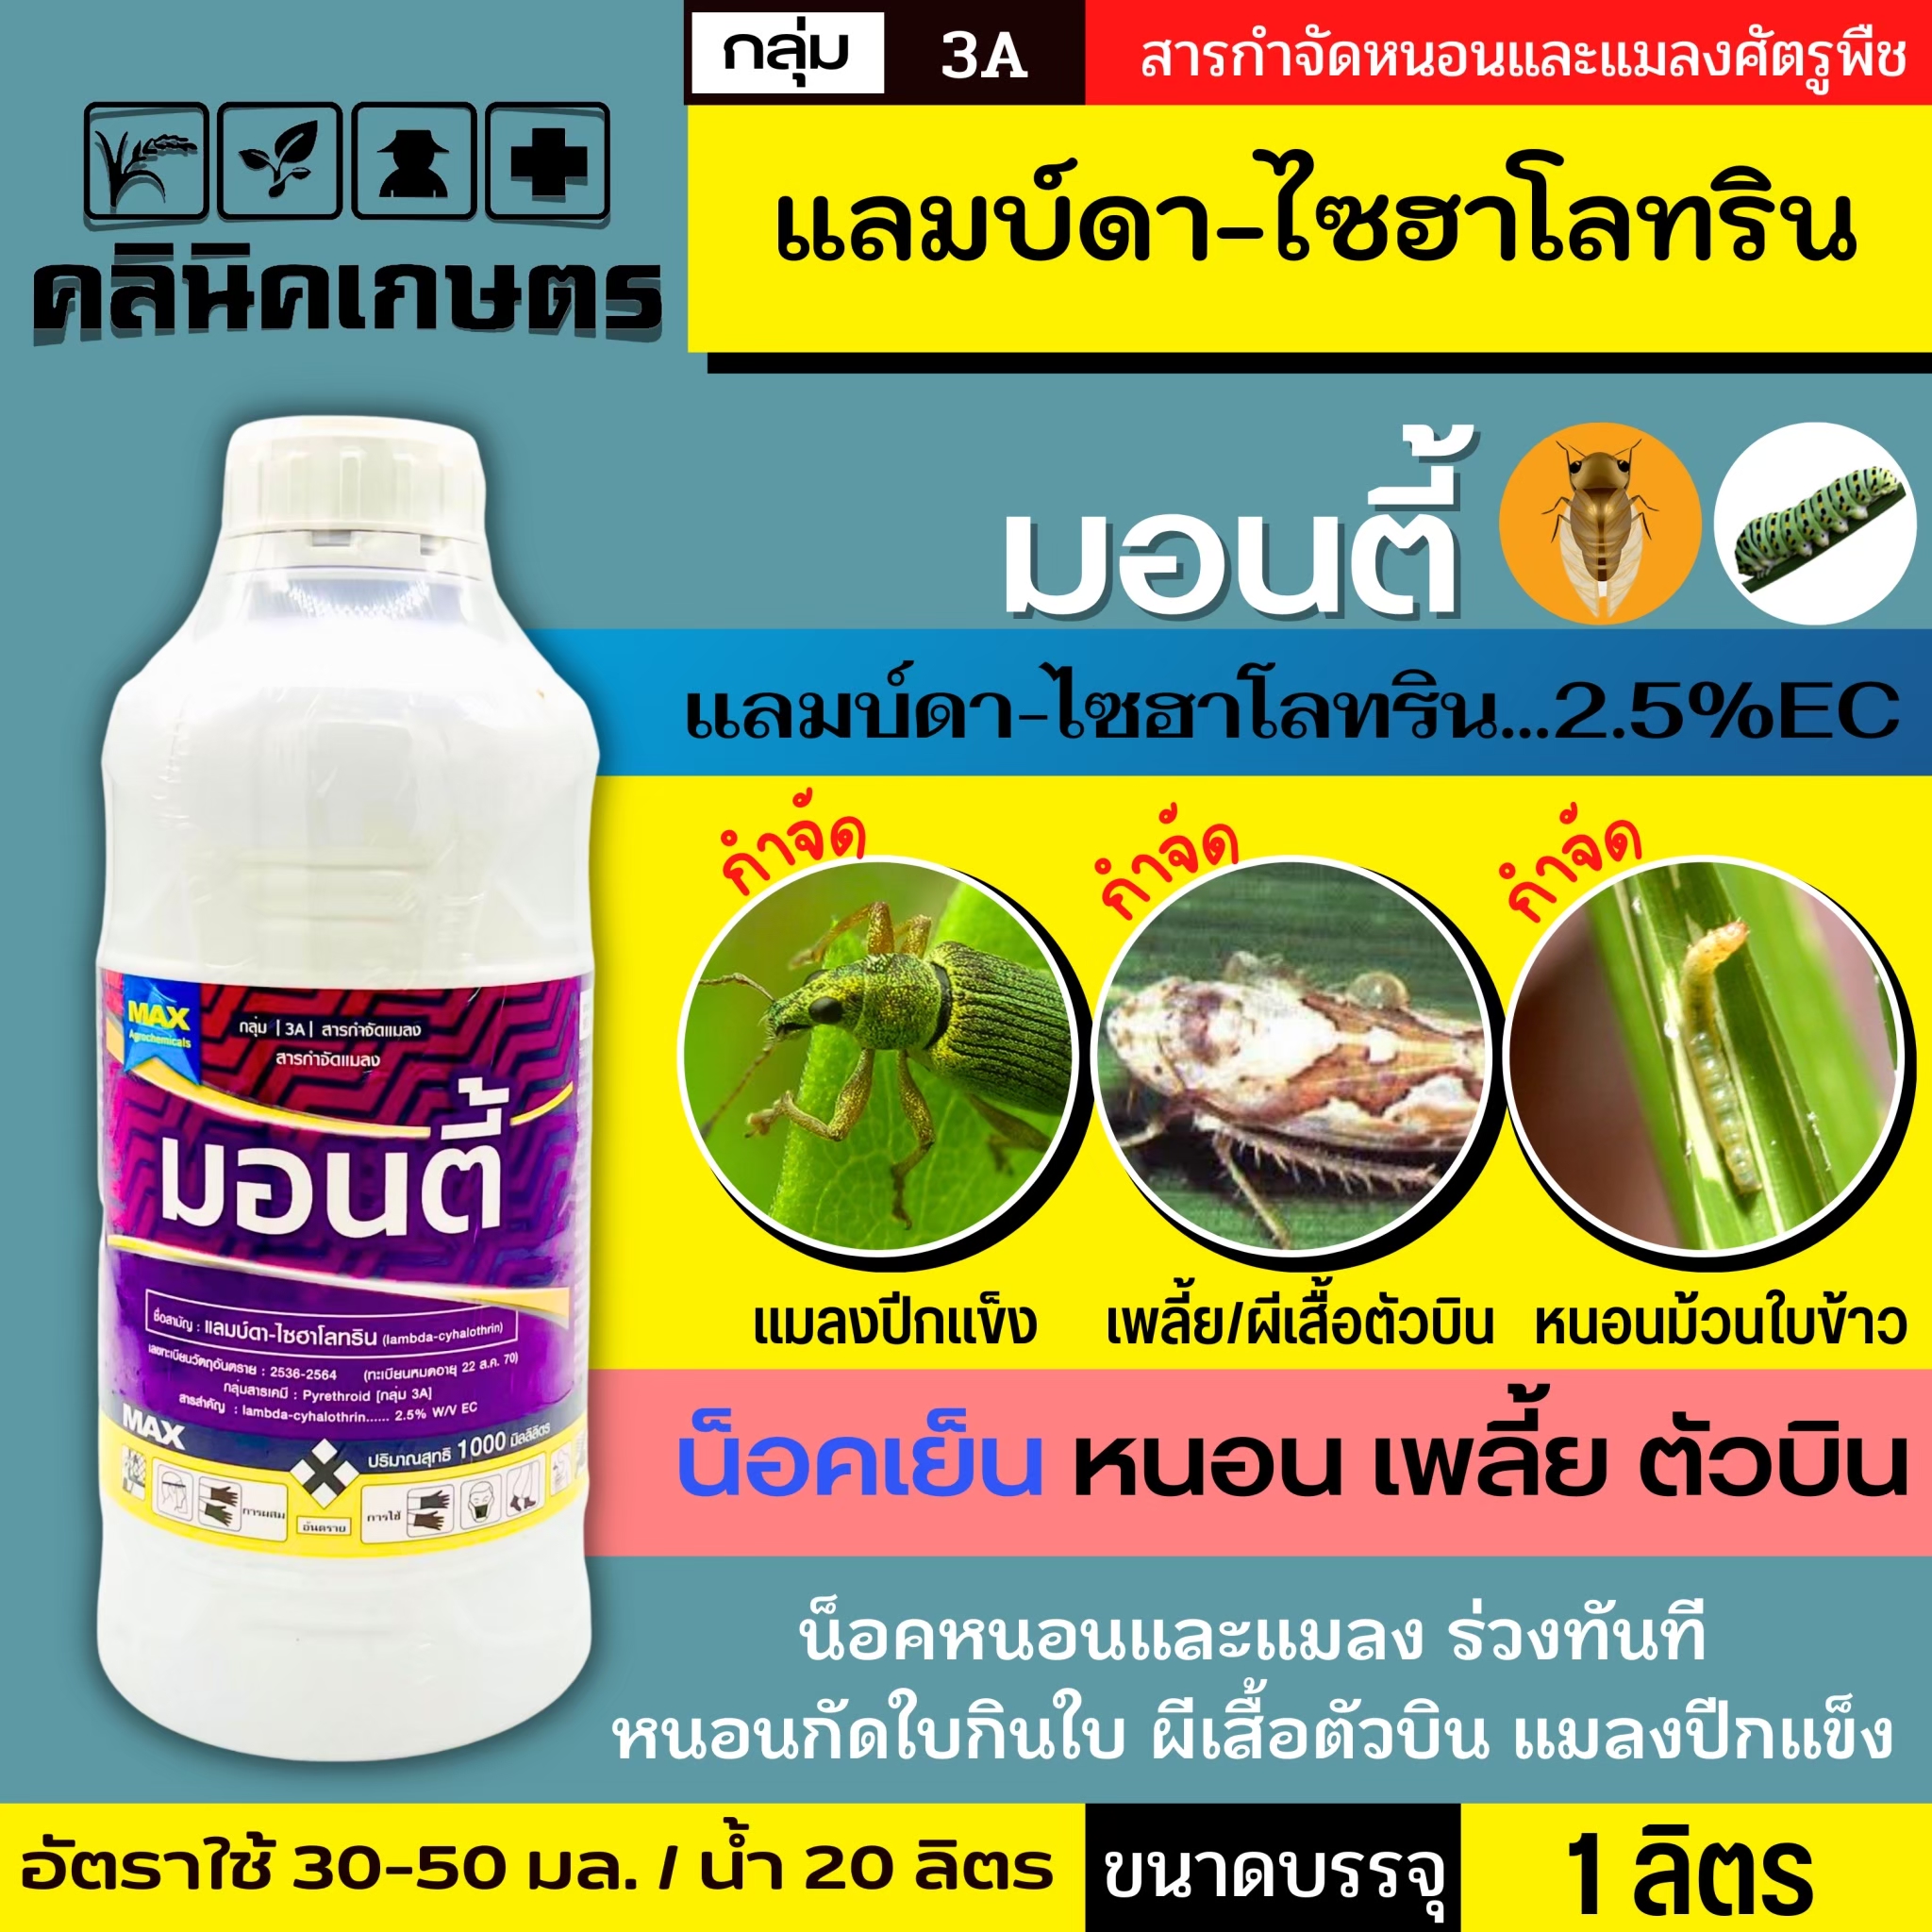 กลุ่ม 3A สารกำจัดหนอนและแมลงศัตรูพืช
คลินิคเกษตร
แลมบ์ดา-ไซฮาโลทริน
มอนตี้
แลมบ์ดา-ไซฮาโลทริน...2.5%EC
กำจัด กำจัด กำจัด
แมลงปีกแข็ง เพลี้ย/ผีเสื้อตัวบิน หนอนม้วนใบข้าว
MAX
Agrochemicals
กลุ่ม | 3A | สารกำจัดแมลง
สารกำจัดแมลง
มอนตี้
ชื่อสามัญ : แลมบ์ดา-ไซฮาโลทริน (lambda-cyhalothrin)
เลขทะเบียนวัตถุอันตราย : 2536-2564 (ทะเบียนหมดอายุ 22 ส.ค. 70)
กลุ่มสารเคมี : Pyrethroid [กลุ่ม 3A]
สารสำคัญ : lambda-cyhalothrin...... 2.5% W/V EC
MAX
ปริมาณสุทธิ 1000 มิลลิลิตร
การผสม
อันตราย
การใช้
น็อคเย็น หนอน เพลี้ย ตัวบิน
น็อคหนอนและแมลง ร่วงทันที
หนอนกัดใบกินใบ ผีเสื้อตัวบิน แมลงปีกแข็ง
อัตราใช้ 30-50 มล. / น้ำ 20 ลิตร ขนาดบรรจุ 1 ลิตร